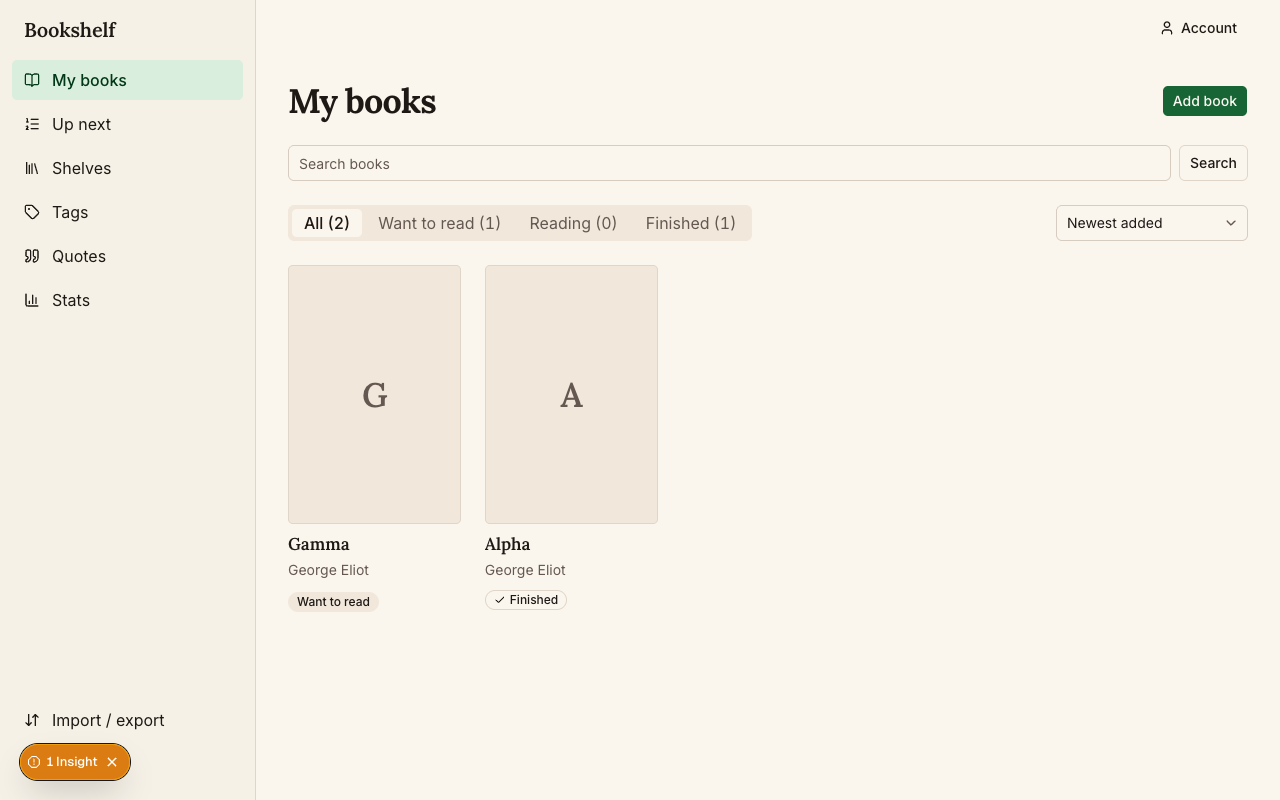 Bookshelf
My books
Up next
Shelves
Tags
Quotes
Stats
Import / export
1 Insight
Account
My books
Add book
Search books
Search
All (2)
Want to read (1)
Reading (0)
Finished (1)
Newest added
G
A
Gamma
George Eliot
Want to read
Alpha
George Eliot
Finished